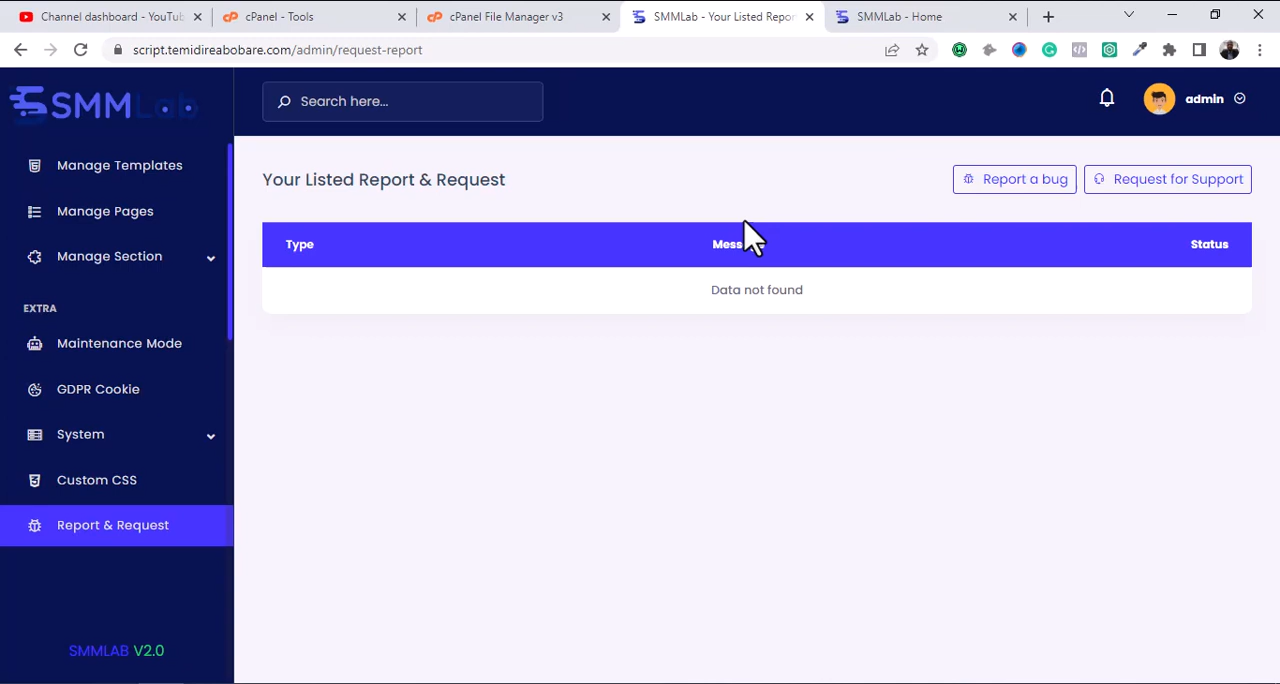 Channel dashboard - YouTub
cPanel - Tools
cPanel File Manager v3
SMMLab - Your Listed Repor
SMMLab - Home
script.temidireabobare.com/admin/request-report
SMMLab
Search here...
admin
Manage Templates
Manage Pages
Manage Section
EXTRA
Maintenance Mode
GDPR Cookie
System
Custom CSS
Report & Request
SMMLAB V2.0
Your Listed Report & Request
Report a bug
Request for Support
Type
Status
Data not found